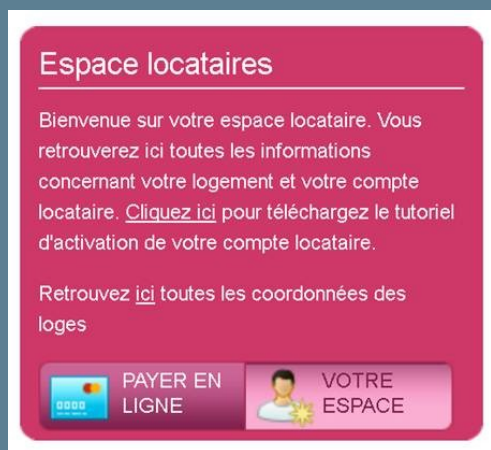 Espace locataires
Bienvenue sur votre espace locataire. Vous
retrouverez ici toutes les informations
concernant votre logement et votre compte
locataire. Cliquez ici pour téléchargez le tutoriel
d'activation de votre compte locataire.
Retrouvez ici toutes les coordonnées des
loges
PAYER EN
LIGNE
VOTRE
ESPACE